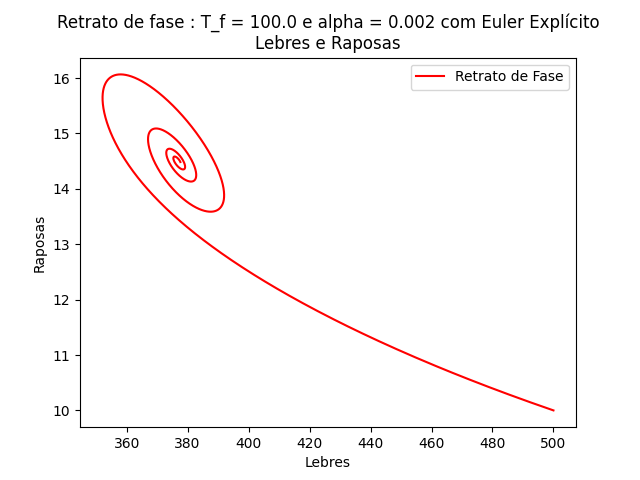 Retrato de fase : T_f = 100.0 e alpha = 0.002 com Euler Explícito
Lebres e Raposas
Retrato de Fase
16
15
14
13
12
11
10
Raposas
360 380 400 420 440 460 480 500
Lebres